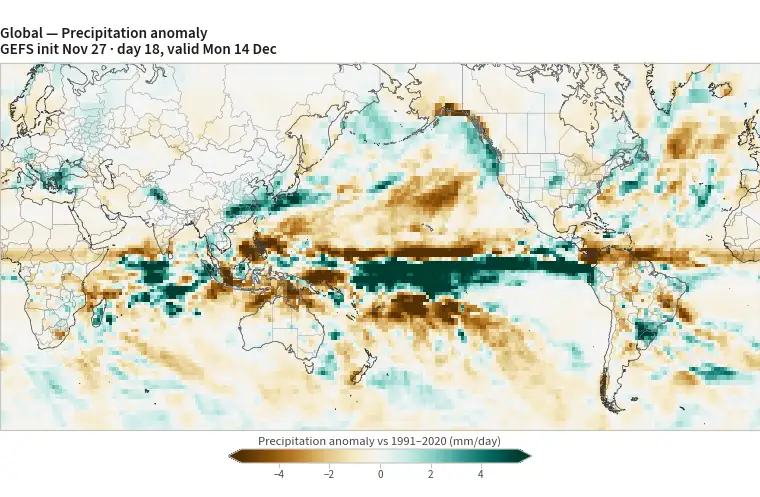 Global — Precipitation anomaly
GEFS init Nov 27 · day 18, valid Mon 14 Dec
Precipitation anomaly vs 1991–2020 (mm/day)
−4 −2 0 2 4